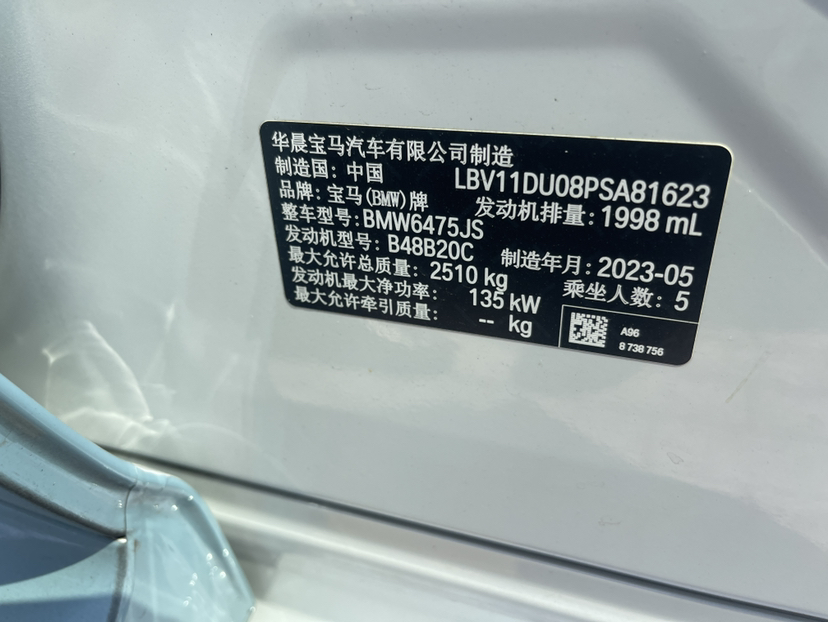 华晨宝马汽车有限公司制造
制造国: 中国 LBV11DU08PSA81623
品牌: 宝马(BMW)牌 发动机排量: 1998 mL
整车型号: BMW6475JS
发动机型号: B48B20C 制造年月: 2023-05
最大允许总质量: 2510 kg 乘坐人数: 5
发动机最大净功率: 135 kW
最大允许牵引质量: -- kg
A96
8 738 756